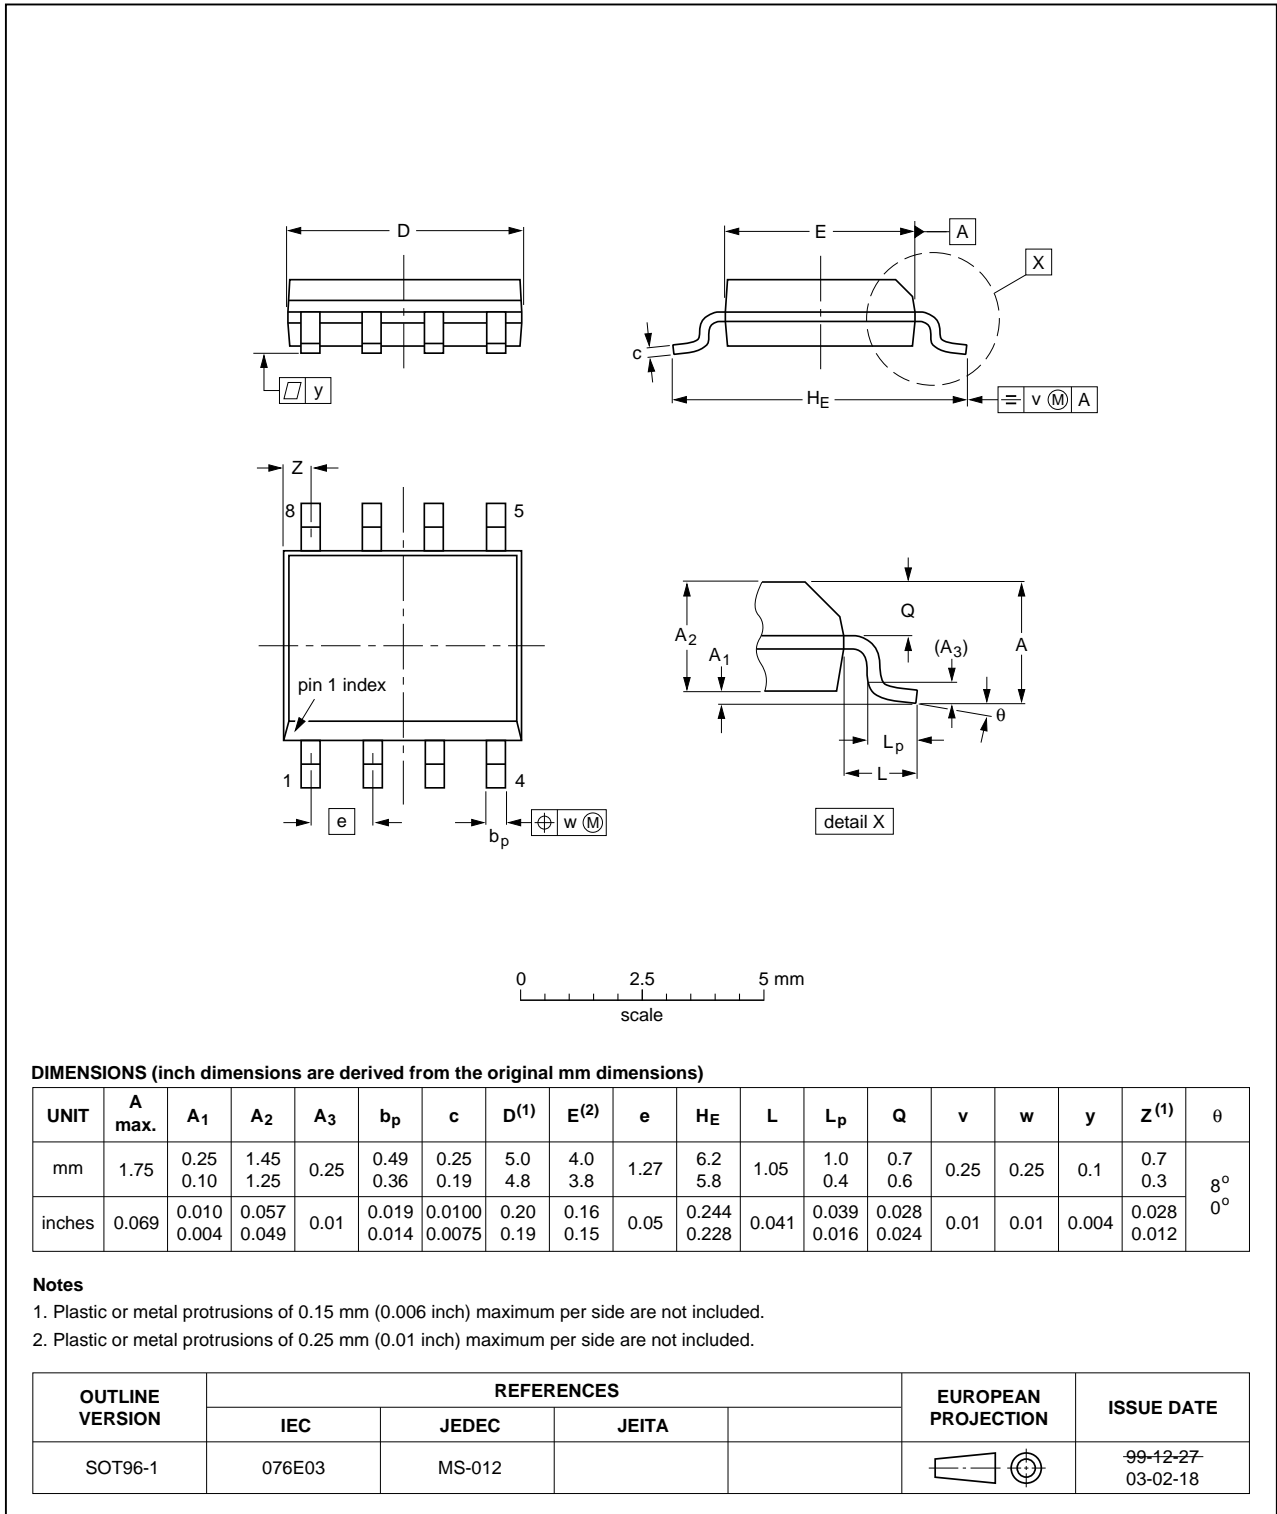 D
E
A
X
c
y
HE
v M A
Z
8
5
pin 1 index
1
4
e
bp
w M
A2
A1
Q
(A3)
A
θ
Lp
L
detail X
0 2.5 5 mm
scale
DIMENSIONS (inch dimensions are derived from the original mm dimensions)
UNIT A max. A1 A2 A3 bp c D(1) E(2) e HE L Lp Q v w y Z(1) θ
mm 1.75 0.25 0.10 1.45 1.25 0.25 0.49 0.36 0.25 0.19 5.0 4.8 4.0 3.8 1.27 6.2 5.8 1.05 1.0 0.4 0.7 0.6 0.25 0.25 0.1 0.7 0.3 8° 0°
inches 0.069 0.010 0.004 0.057 0.049 0.01 0.019 0.014 0.0100 0.0075 0.20 0.19 0.16 0.15 0.05 0.244 0.228 0.041 0.039 0.016 0.028 0.024 0.01 0.01 0.004 0.028 0.012
Notes
1. Plastic or metal protrusions of 0.15 mm (0.006 inch) maximum per side are not included.
2. Plastic or metal protrusions of 0.25 mm (0.01 inch) maximum per side are not included.
OUTLINE VERSION REFERENCES EUROPEAN PROJECTION ISSUE DATE
IEC JEDEC JEITA
SOT96-1 076E03 MS-012 99-12-27
03-02-18